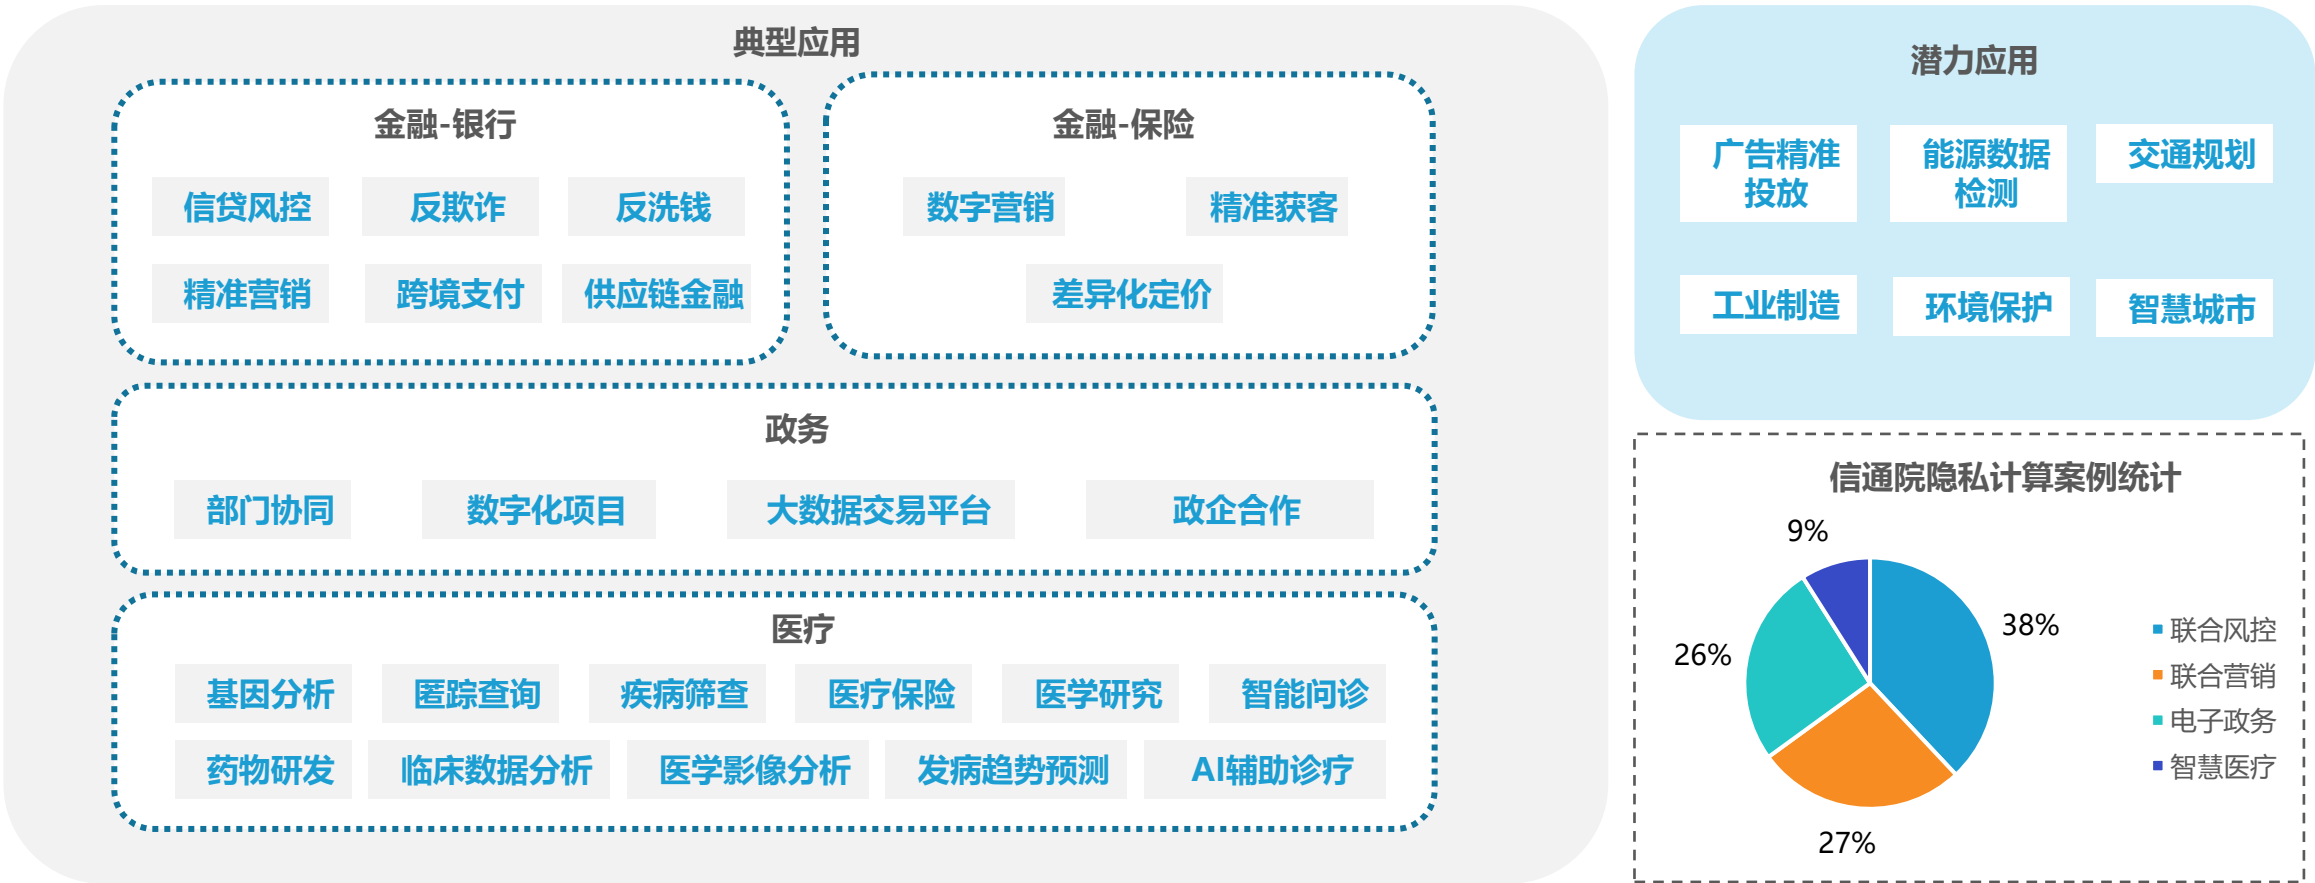 典型应用
金融-银行
信贷风控
反欺诈
反洗钱
精准营销
跨境支付
供应链金融
金融-保险
数字营销
精准获客
差异化定价
政务
部门协同
数字化项目
大数据交易平台
政企合作
医疗
基因分析
匿踪查询
疾病筛查
医疗保险
医学研究
智能问诊
药物研发
临床数据分析
医学影像分析
发病趋势预测
AI辅助诊疗
潜力应用
广告精准
投放
能源数据
检测
交通规划
工业制造
环境保护
智慧城市
信通院隐私计算案例统计
9%
38%
26%
27%
联合风控
联合营销
电子政务
智慧医疗